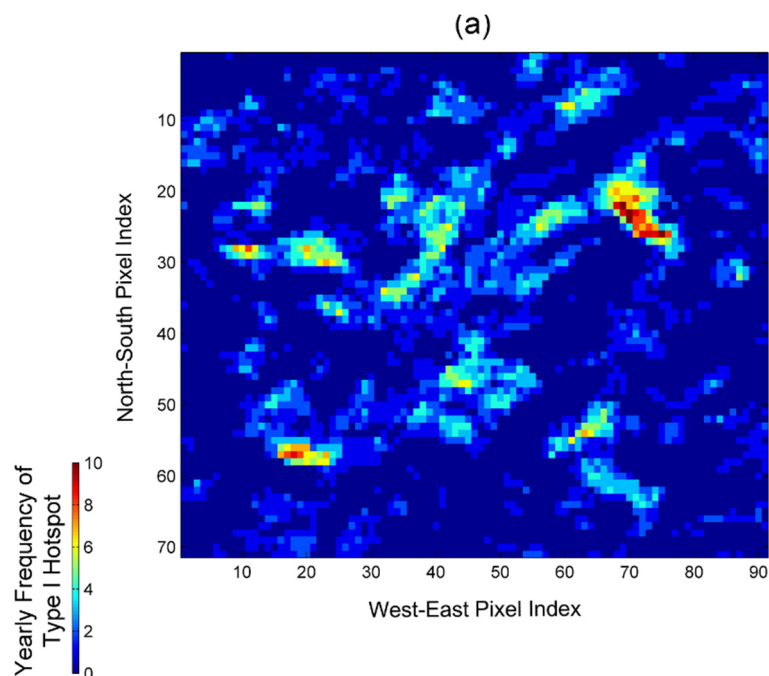 (a)
10
20
30
40
50
60
70
North-South Pixel Index
10 20 30 40 50 60 70 80 90
West-East Pixel Index
Yearly Frequency of
Type I Hotspot
10
8
6
4
2
0